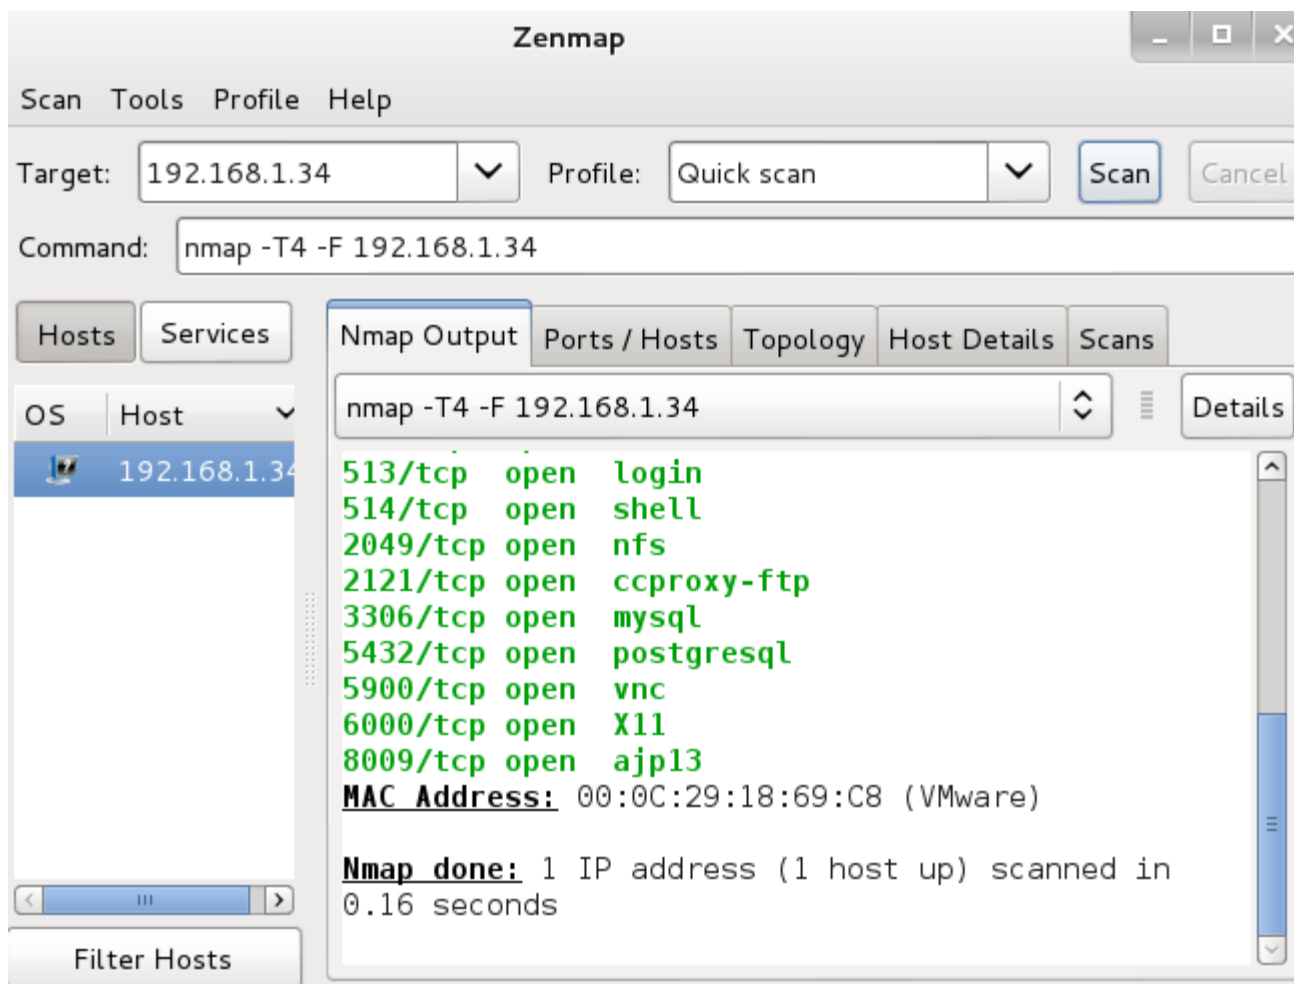 Zenmap
Scan Tools Profile Help
Target: 192.168.1.34 Profile: Quick scan Scan Cancel
Command: nmap -T4 -F 192.168.1.34
Hosts Services
Nmap Output Ports / Hosts Topology Host Details Scans
OS Host
nmap -T4 -F 192.168.1.34 Details
192.168.1.34
513/tcp open login
514/tcp open shell
2049/tcp open nfs
2121/tcp open ccproxy-ftp
3306/tcp open mysql
5432/tcp open postgresql
5900/tcp open vnc
6000/tcp open X11
8009/tcp open ajp13
MAC Address: 00:0C:29:18:69:C8 (VMware)
Nmap done: 1 IP address (1 host up) scanned in
0.16 seconds
Filter Hosts